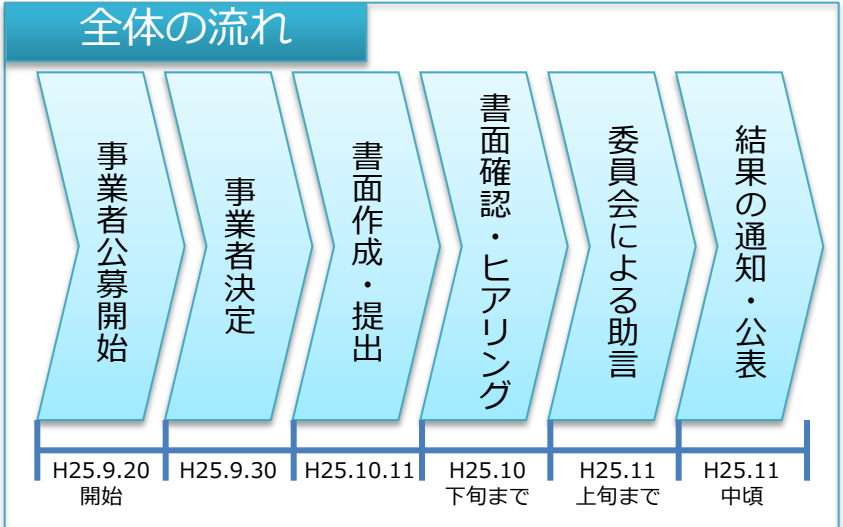 全体の流れ
事業者公募開始
事業者決定
書面作成・提出
書面確認・ヒアリング
委員会による助言
結果の通知・公表
H25.9.20
開始
H25.9.30
H25.10.11
H25.10
下旬まで
H25.11
上旬まで
H25.11
中頃